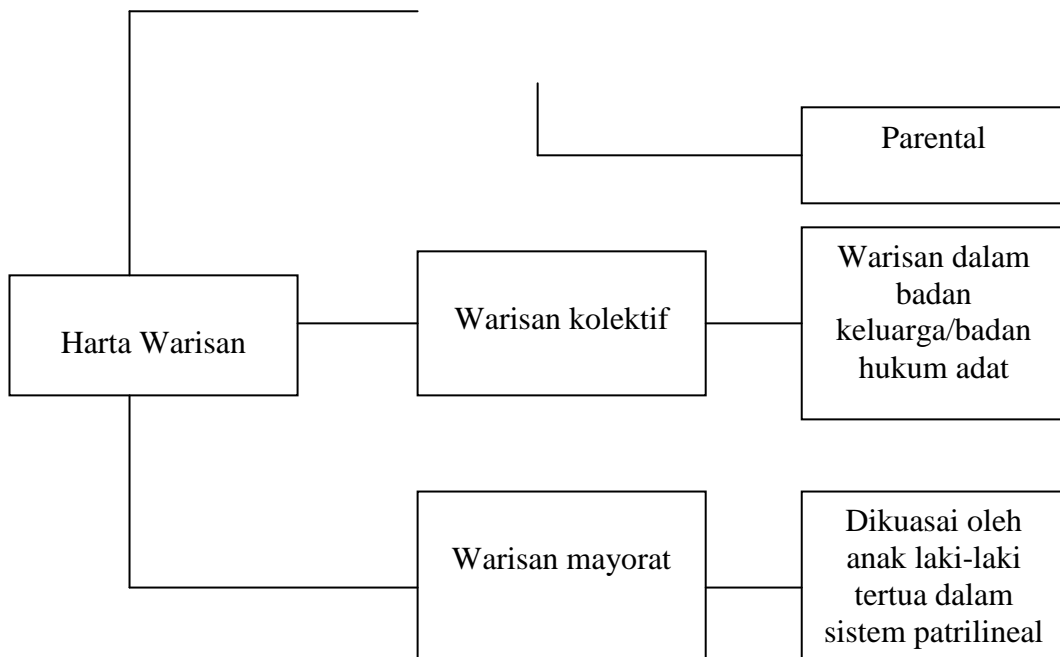 Parental
Harta Warisan
Warisan kolektif
Warisan dalam
badan
keluarga/badan
hukum adat
Warisan mayorat
Dikuasai oleh
anak laki-laki
tertua dalam
sistem patrilineal